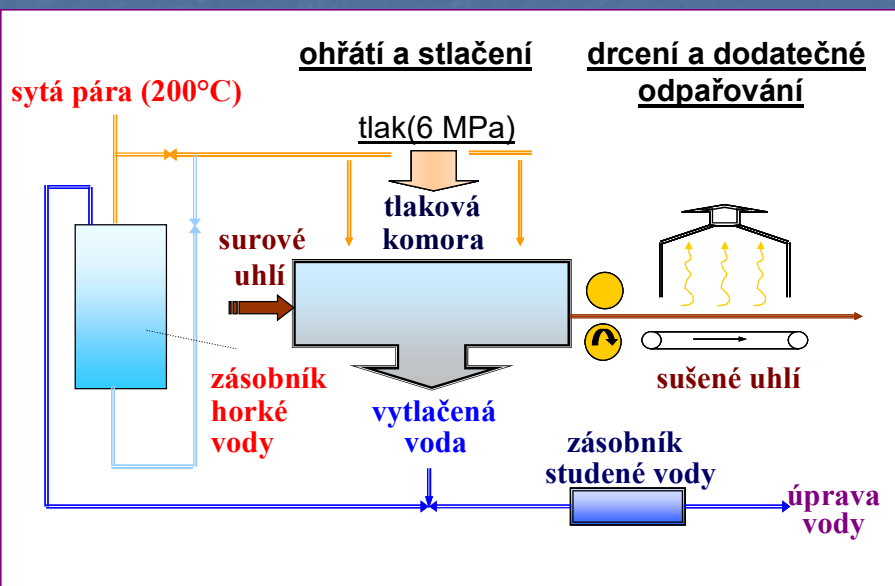 ohřátí a stlačení
drcení a dodatečné
odpařování
sytá pára (200°C)
tlak(6 MPa)
tlaková
komora
surové
uhlí
zásobník
horké
vody
vytlačená
voda
sušené uhlí
zásobník
studené vody
úprava
vody